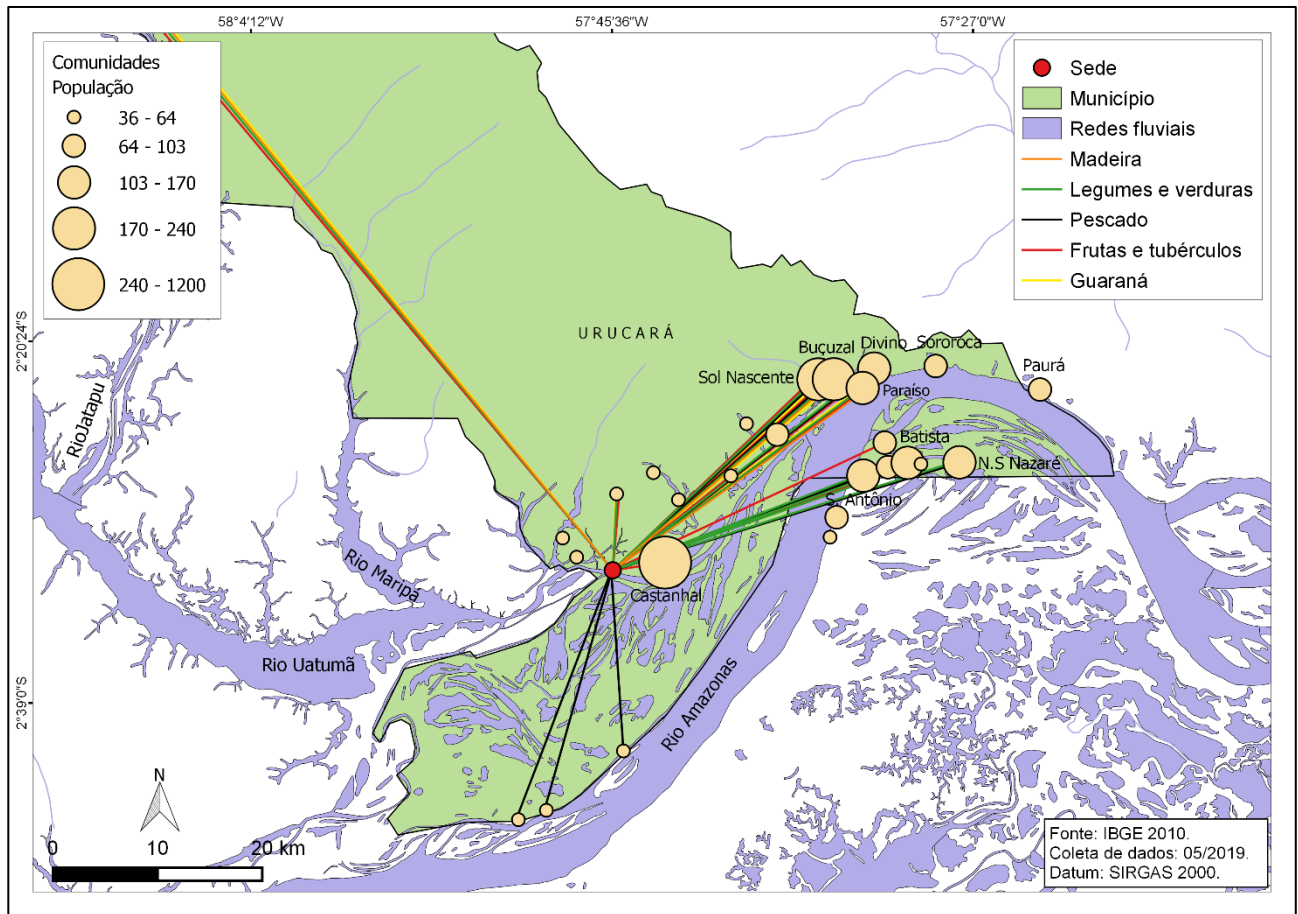 58°4'12"W
57°45'36"W
57°27'0"W
Comunidades
População
36 - 64
64 - 103
103 - 170
170 - 240
240 - 1200
Sede
Município
Redes fluviais
Madeira
Legumes e verduras
Pescado
Frutas e tubérculos
Guaraná
2°20'24"S
2°39'0"S
URUCARÁ
Buçuzal
Divino
Sororoca
Sol Nascente
Paraíso
Paurá
Batista
N.S Nazaré
S. Antônio
Castanhal
RioJatapu
Rio Maripá
Rio Uatumã
Rio Amazonas
N
0 10 20 km
Fonte: IBGE 2010.
Coleta de dados: 05/2019.
Datum: SIRGAS 2000.